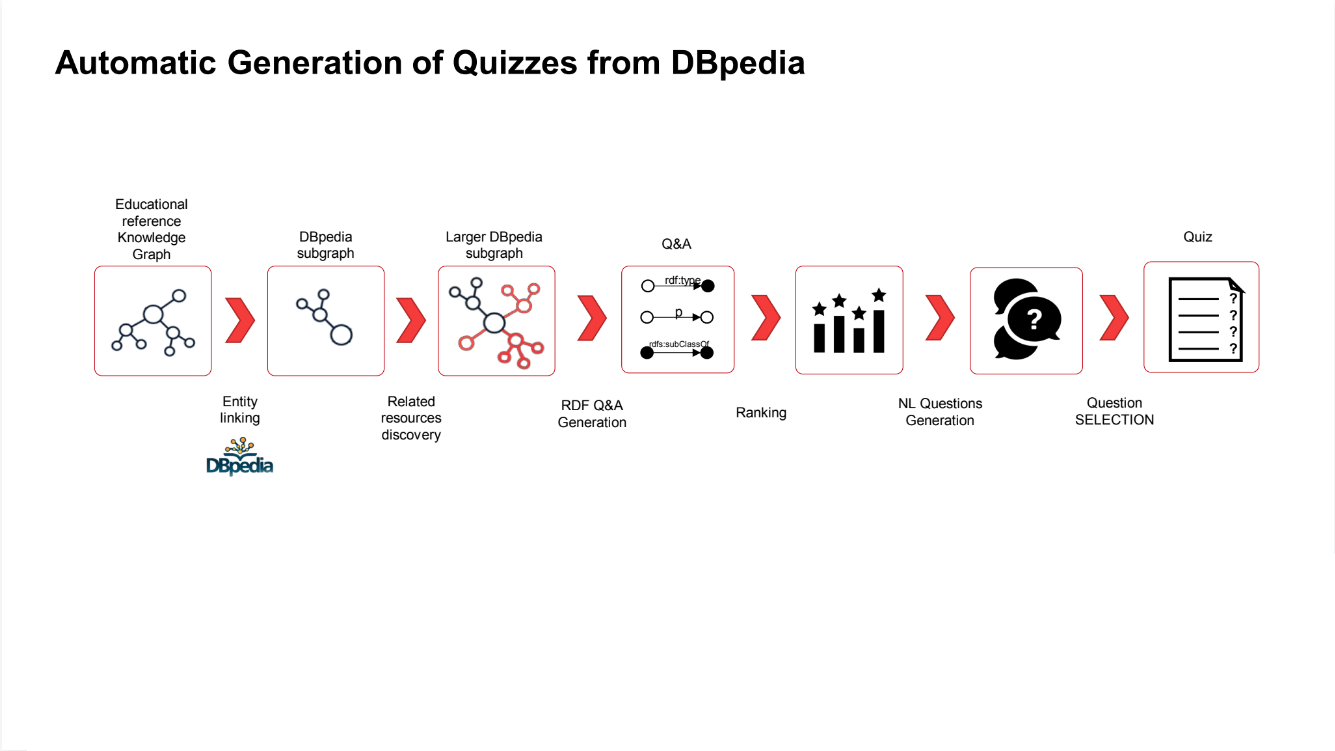 Automatic Generation of Quizzes from DBpedia
Educational
reference
Knowledge
Graph
DBpedia
subgraph
Larger DBpedia
subgraph
Q&A
Quiz
rdf:type
p
rdfs:subClassOf
?
?
?
?
?
Entity
linking
Related
resources
discovery
RDF Q&A
Generation
Ranking
NL Questions
Generation
Question
SELECTION
DBpedia